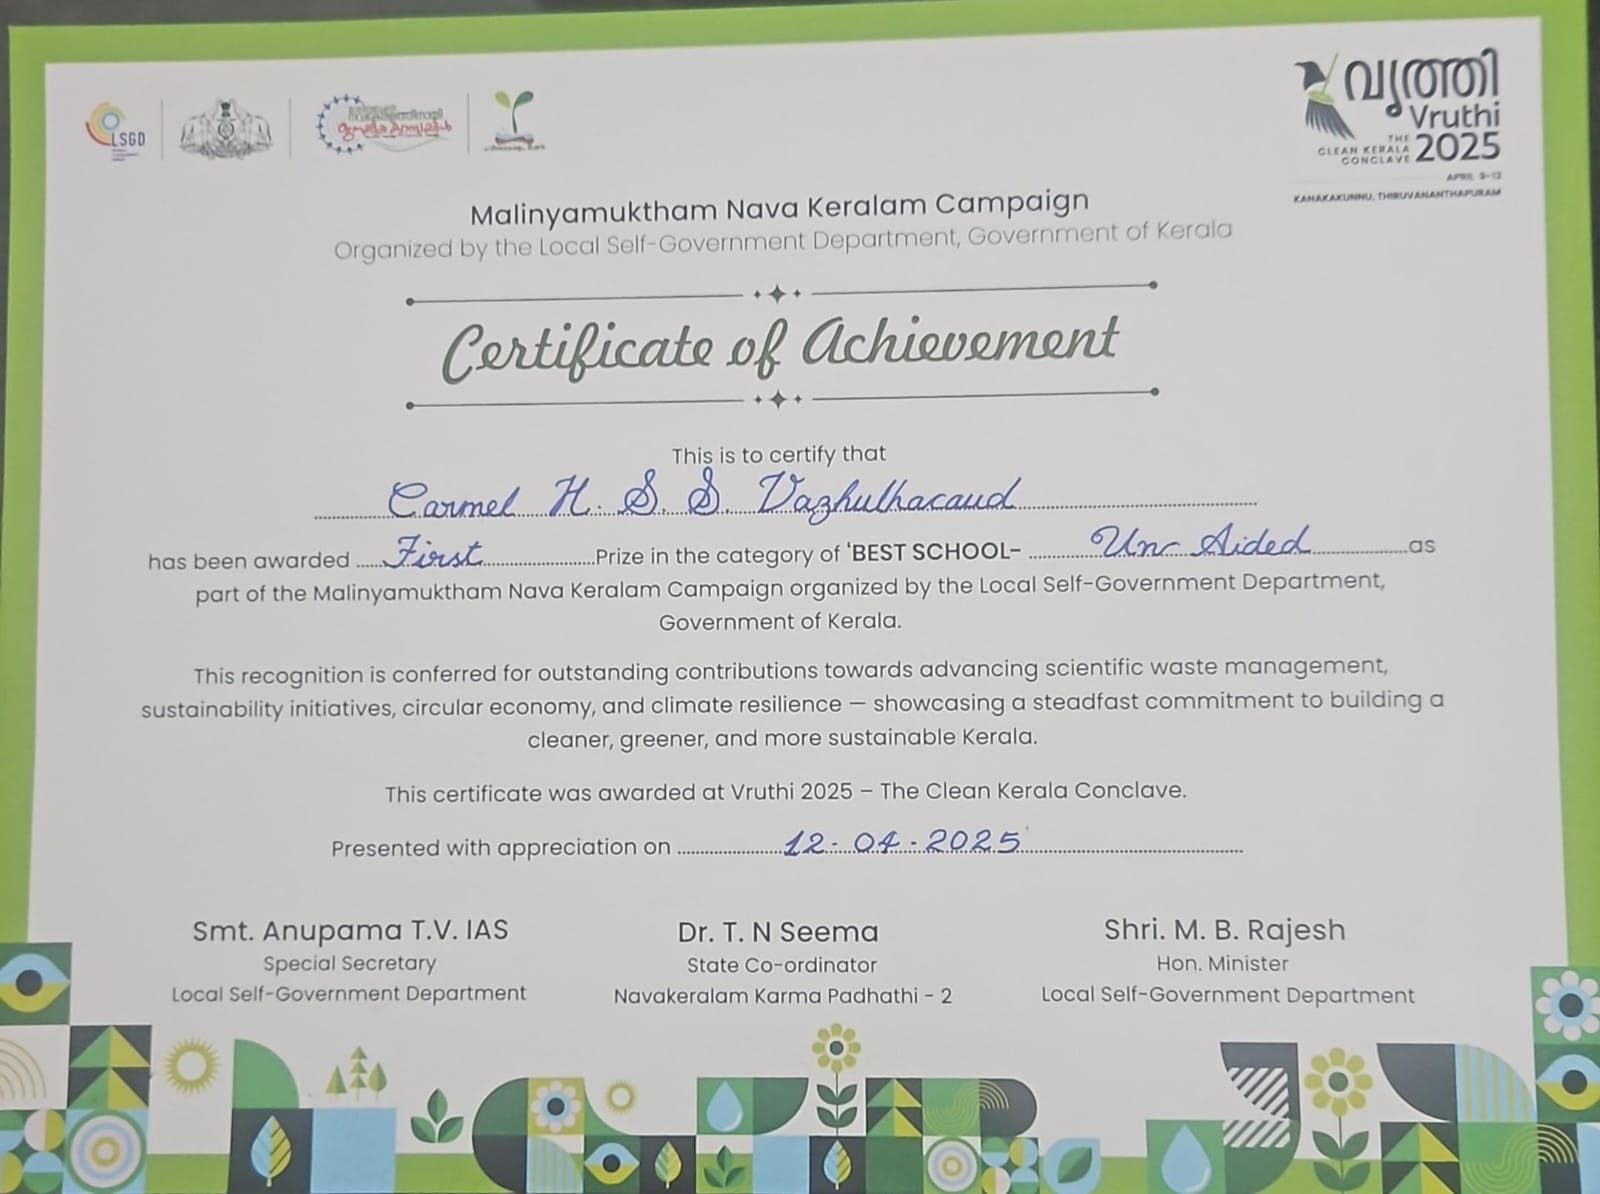 LSGD
വൃത്തി
Vruthi
THE
CLEAN KERALA
CONCLAVE 2025
APRIL 9-13
KANAKAKUNNU, THIRUVANANTHAPURAM
Malinyamuktham Nava Keralam Campaign
Organized by the Local Self-Government Department, Government of Kerala
Certificate of Achievement
This is to certify that
Carmel H. S. S. Vazhuthacaud
has been awarded First Prize in the category of 'BEST SCHOOL- Un Aided as
part of the Malinyamuktham Nava Keralam Campaign organized by the Local Self-Government Department,
Government of Kerala.
This recognition is conferred for outstanding contributions towards advancing scientific waste management,
sustainability initiatives, circular economy, and climate resilience — showcasing a steadfast commitment to building a
cleaner, greener, and more sustainable Kerala.
This certificate was awarded at Vruthi 2025 – The Clean Kerala Conclave.
Presented with appreciation on 12-04-2025
Smt. Anupama T.V. IAS
Special Secretary
Local Self-Government Department
Dr. T. N Seema
State Co-ordinator
Navakeralam Karma Padhathi - 2
Shri. M. B. Rajesh
Hon. Minister
Local Self-Government Department